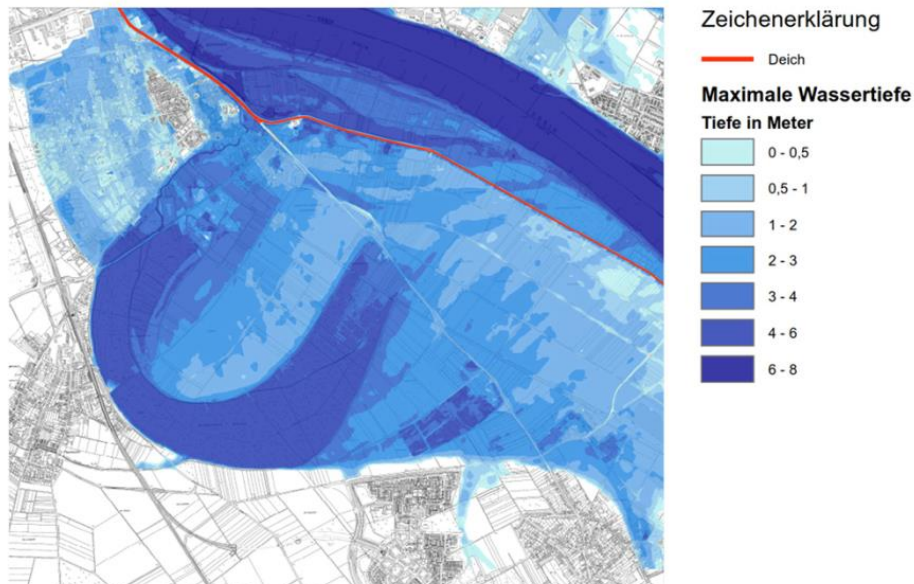 Zeichenerklärung
Deich
Maximale Wassertiefe
Tiefe in Meter
0 - 0,5
0,5 - 1
1 - 2
2 - 3
3 - 4
4 - 6
6 - 8